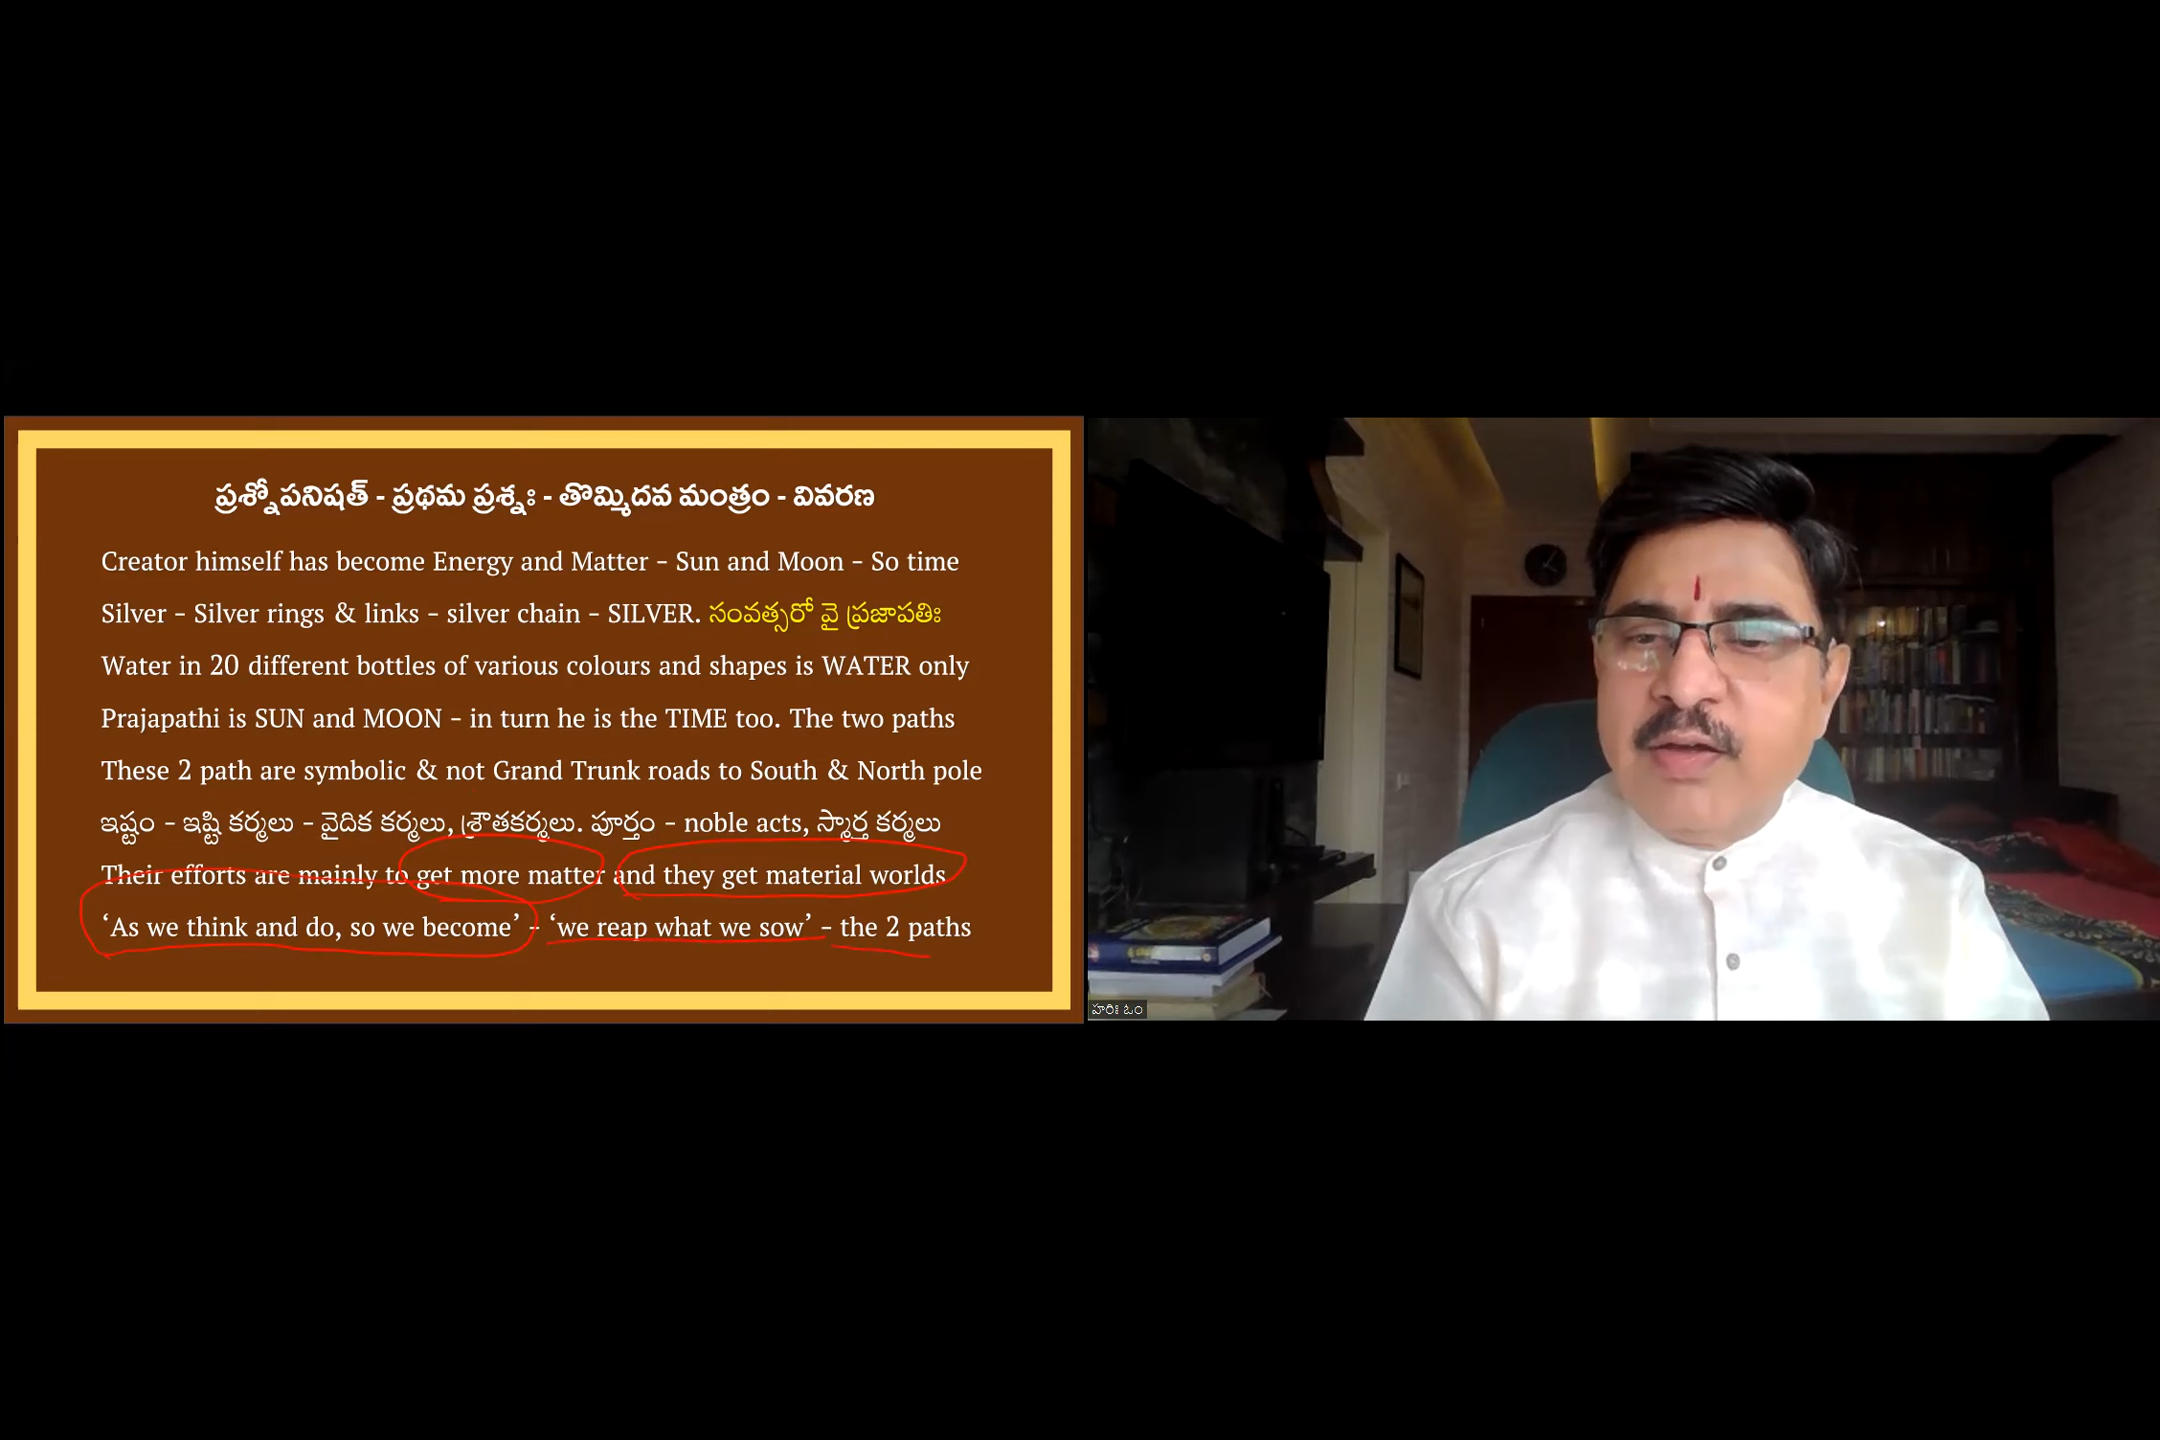 ప్రశ్నోపనిషత్ - ప్రథమ ప్రశ్నః - తొమ్మిదవ మంత్రం - వివరణ
Creator himself has become Energy and Matter - Sun and Moon - So time
Silver - Silver rings & links - silver chain - SILVER. సంవత్సరో వై ప్రజాపతిః
Water in 20 different bottles of various colours and shapes is WATER only
Prajapathi is SUN and MOON - in turn he is the TIME too. The two paths
These 2 path are symbolic & not Grand Trunk roads to South & North pole
ఇష్టం - ఇష్టి కర్మలు - వైదిక కర్మలు, శ్రౌతకర్మలు. పూర్తం - noble acts, స్మార్త కర్మలు
Their efforts are mainly to get more matter and they get material worlds
‘As we think and do, so we become’ - ‘we reap what we sow’ - the 2 paths
హరిః ఓం